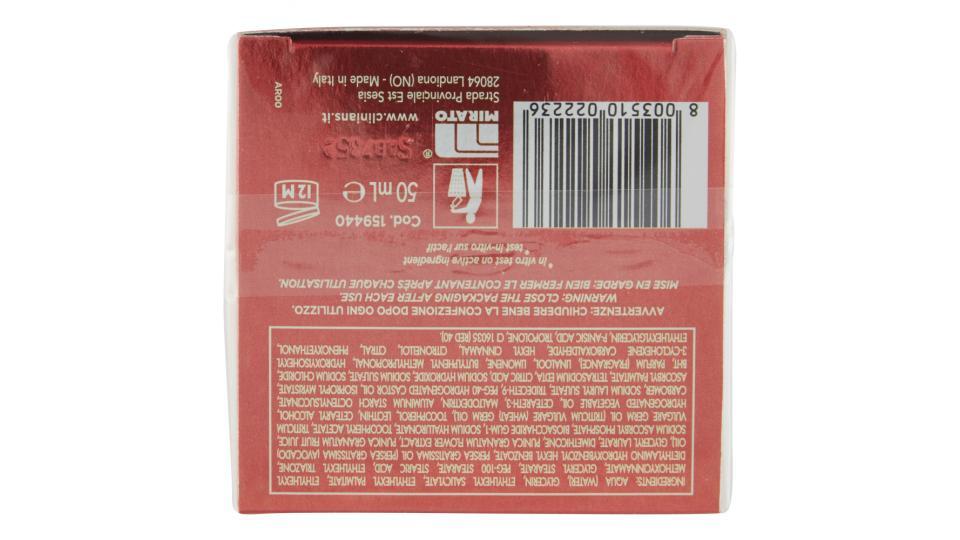 INGREDIENTS: AQUA (WATER), GLYCERIN, ETHYLHEXYL SALICYLATE, ETHYLHEXYL PALMITATE, ETHYLHEXYL
METHOXYCINNAMATE, GLYCERYL STEARATE, PEG-100 STEARATE, STEARIC ACID, ETHYLHEXYL TRIAZONE,
DIETHYLAMINO HYDROXYBENZOYL HEXYL BENZOATE, PERSEA GRATISSIMA OIL (PERSEA GRATISSIMA (AVOCADO)
OIL), GLYCERYL LAURATE, DIMETHICONE, PUNICA GRANATUM FLOWER EXTRACT, PUNICA GRANATUM FRUIT JUICE,
SODIUM ASCORBYL PHOSPHATE, BIOSACCHARIDE GUM-1, SODIUM HYALURONATE, TOCOPHERYL ACETATE, TRITICUM
VULGARE GERM OIL (TRITICUM VULGARE (WHEAT) GERM OIL), TOCOPHEROL, LECITHIN, CETEARYL ALCOHOL,
HYDROGENATED VEGETABLE OIL, CETEARETH-3, MALTODEXTRIN, ALUMINUM STARCH OCTENYLSUCCINATE,
CARBOMER, SODIUM LAURYL SULFATE, TRIDECETH-9, PEG-40 HYDROGENATED CASTOR OIL, ISOPROPYL MYRISTATE,
ASCORBYL PALMITATE, TETRASODIUM EDTA, CITRIC ACID, SODIUM HYDROXIDE, SODIUM SULFATE, SODIUM CHLORIDE,
BHT, PARFUM (FRAGRANCE), LINALOOL, LIMONENE, BUTYLPHENYL METHYLPROPIONAL, HYDROXYISOHEXYL
3-CYCLOHEXENE CARBOXALDEHYDE, HEXYL CINNAMAL, CITRONELLOL, CITRAL, PHENOXYETHANOL,
ETHYLHEXYLGLYCERIN, P-ANISIC ACID, TROPOLONE, CI 16035 (RED 40).
AVVERTENZE: CHIUDERE BENE LA CONFEZIONE DOPO OGNI UTILIZZO.
WARNING: CLOSE THE PACKAGING AFTER EACH USE.
MISE EN GARDE: BIEN FERMER LE CONTENANT APRÈS CHAQUE UTILISATION.
*in vitro test on active ingredient
*test in-vitro sur l'actif
Cod. 159440
50 mL ℮
12M
MIRATO®
www.clinians.it
Strada Provinciale Est Sesia
28064 Landiona (NO) - Made in Italy
8 003510 022236
AR00